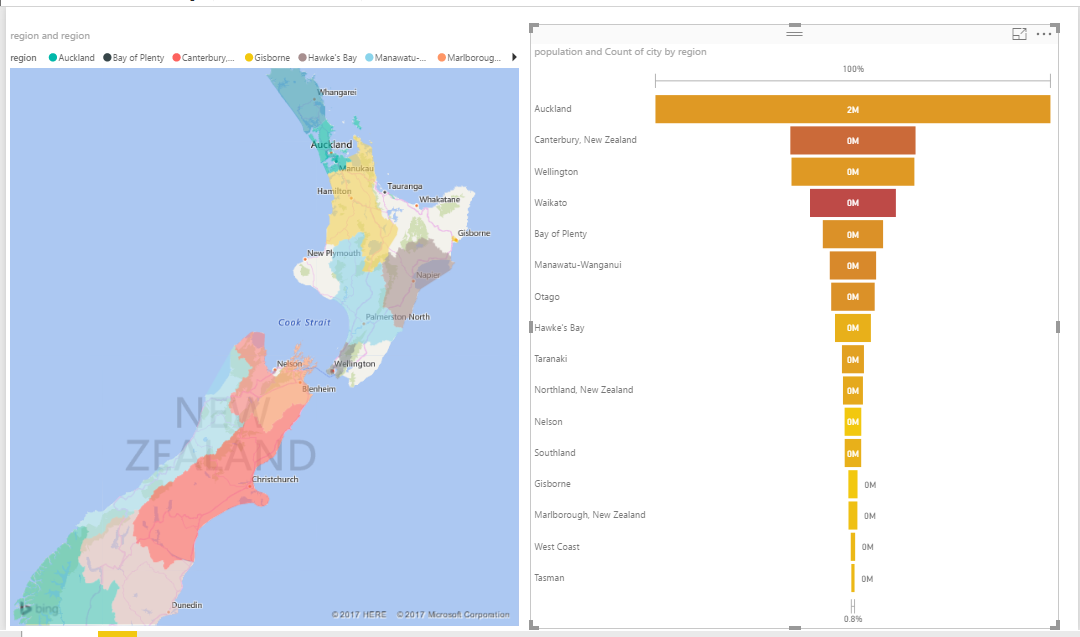 region and region
region Auckland Bay of Plenty Canterbury,... Gisborne Hawke's Bay Manawatu-... Marlboroug...
Whangarei
Auckland
Manukau
Hamilton
Tauranga
Whakatane
Gisborne
New Plymouth
Napier
Palmerston North
Cook Strait
Nelson
Wellington
Blenheim
NEW
ZEALAND
Christchurch
Dunedin
bing
© 2017 HERE © 2017 Microsoft Corporation
population and Count of city by region
100%
Auckland 2M
Canterbury, New Zealand 0M
Wellington 0M
Waikato 0M
Bay of Plenty 0M
Manawatu-Wanganui 0M
Otago 0M
Hawke's Bay 0M
Taranaki 0M
Northland, New Zealand 0M
Nelson 0M
Southland 0M
Gisborne 0M
Marlborough, New Zealand 0M
West Coast 0M
Tasman 0M
0.8%